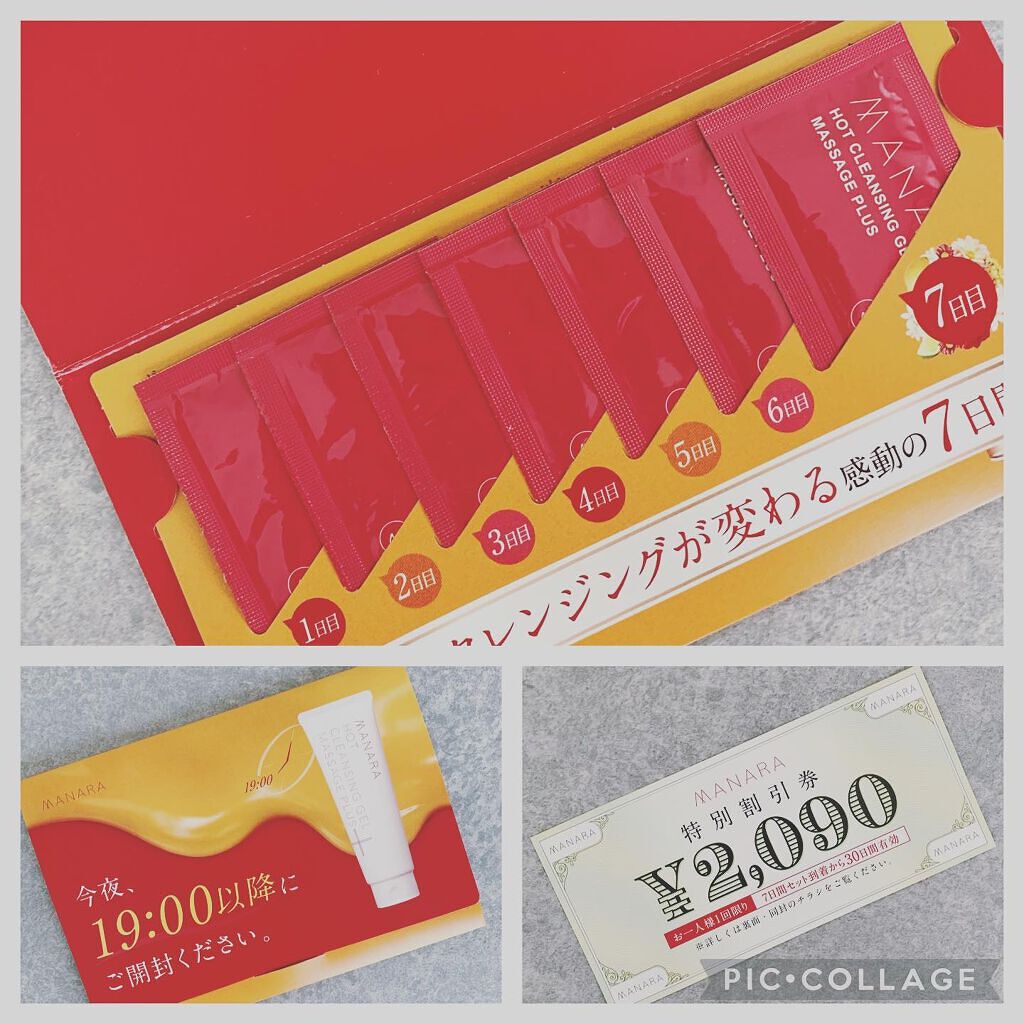 MANA
HOT CLEANSING GE
MASSAGE PLUS
7日目
6日目
5日目
4日目
3日目
2日目
1日目
クレンジングが変わる感動の7日間
MANARA
19:00
MANARA
HOT
CLEANSING GEL
MASSAGE PLUS
今夜、
19:00以降に
ご開封ください。
MANARA
MANARA
MANARA
特別割引券
¥2,090
お一人様1回限り 7日間セット到着から30日間有効
※詳しくは裏面・同封のチラシをご覧ください。
MANARA
MANARA
PIC•COLLAGE